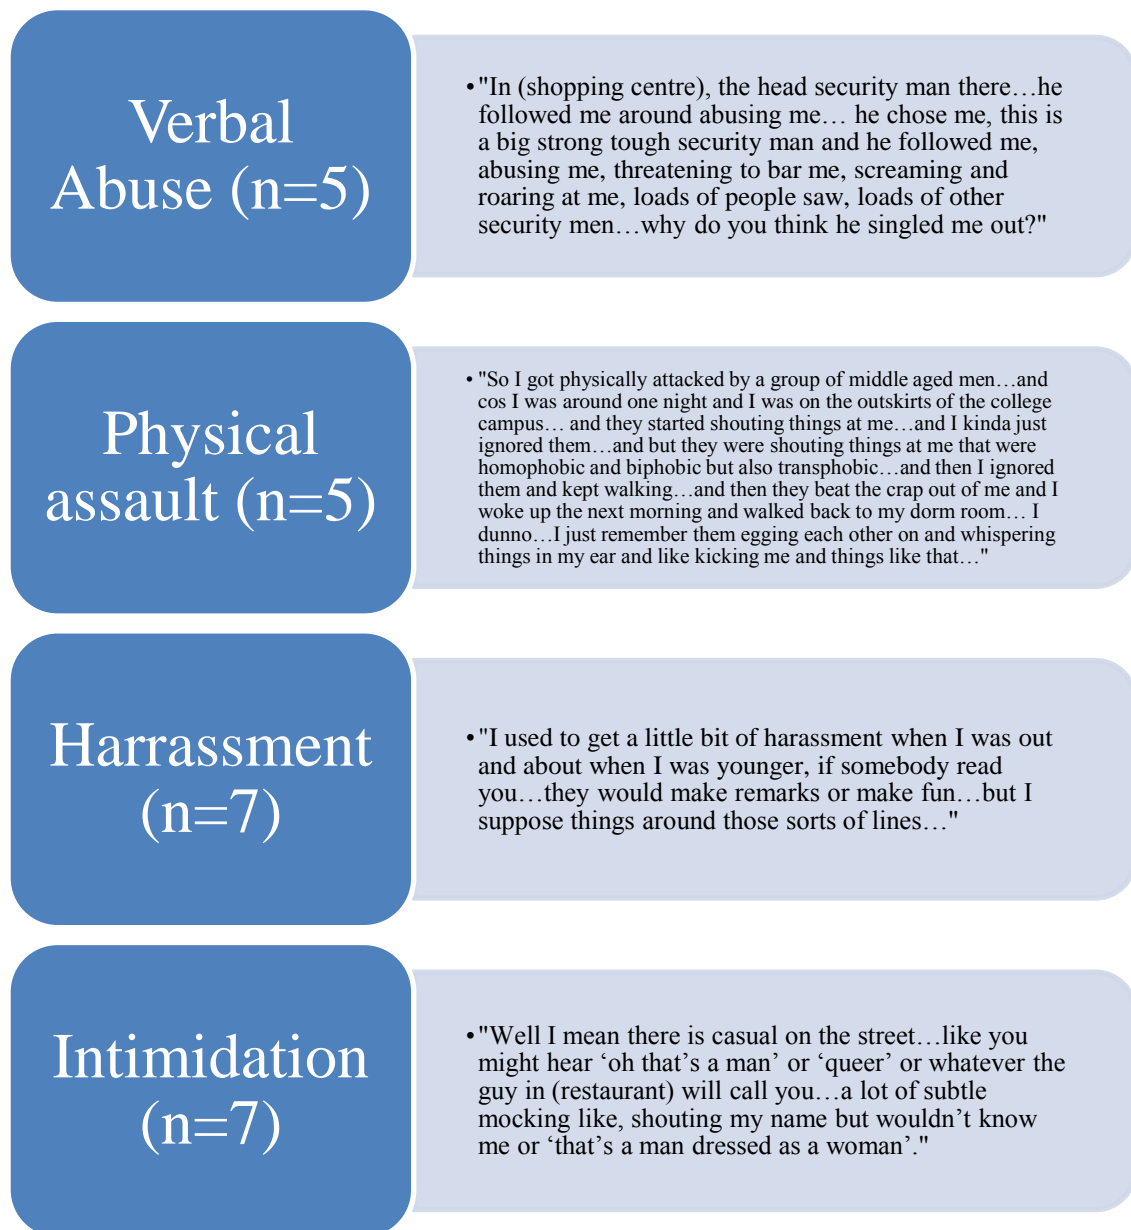 Verbal
Abuse (n=5)
•"In (shopping centre), the head security man there…he
followed me around abusing me… he chose me, this is
a big strong tough security man and he followed me,
abusing me, threatening to bar me, screaming and
roaring at me, loads of people saw, loads of other
security men…why do you think he singled me out?"
Physical
assault (n=5)
• "So I got physically attacked by a group of middle aged men…and
cos I was around one night and I was on the outskirts of the college
campus… and they started shouting things at me…and I kinda just
ignored them…and but they were shouting things at me that were
homophobic and biphobic but also transphobic…and then I ignored
them and kept walking…and then they beat the crap out of me and I
woke up the next morning and walked back to my dorm room… I
dunno…I just remember them egging each other on and whispering
things in my ear and like kicking me and things like that…"
Harrassment
(n=7)
•"I used to get a little bit of harassment when I was out
and about when I was younger, if somebody read
you…they would make remarks or make fun…but I
suppose things around those sorts of lines…"
Intimidation
(n=7)
•"Well I mean there is casual on the street…like you
might hear ‘oh that’s a man’ or ‘queer’ or whatever the
guy in (restaurant) will call you…a lot of subtle
mocking like, shouting my name but wouldn’t know
me or ‘that’s a man dressed as a woman’."